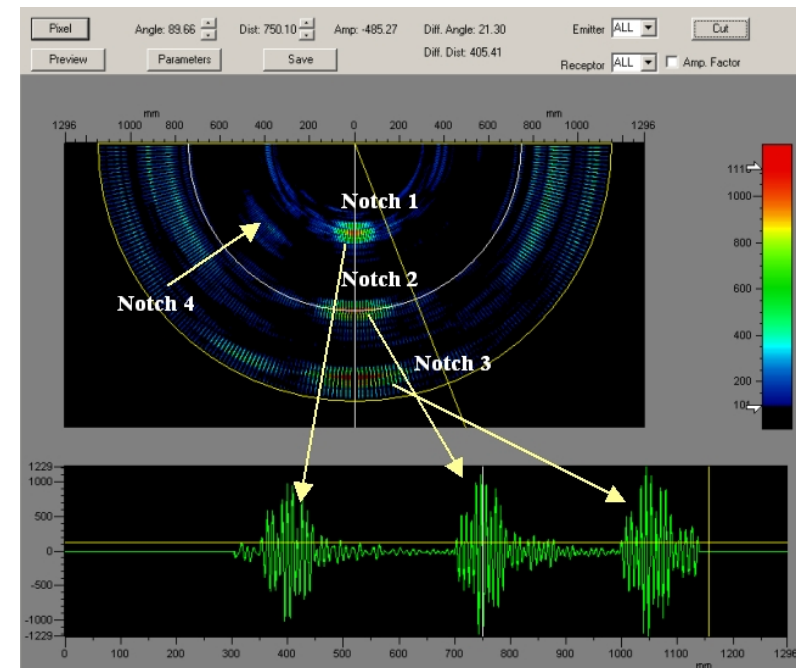 Pixel Angle: 89.66 Dist: 750.10 Amp: -485.27 Diff. Angle: 21.30 Emitter ALL Cut
Preview Parameters Save Diff. Dist: 405.41 Receptor ALL Amp. Factor
mm
1296 1000 800 600 400 200 0 200 400 600 800 1000 1296
Notch 1
Notch 2
Notch 4
Notch 3
1000
800
600
400
200
1229
1000
500
0
-500
-1000
-1229
0 100 200 300 400 500 600 700 800 900 1000 1100 1200 1296
mm